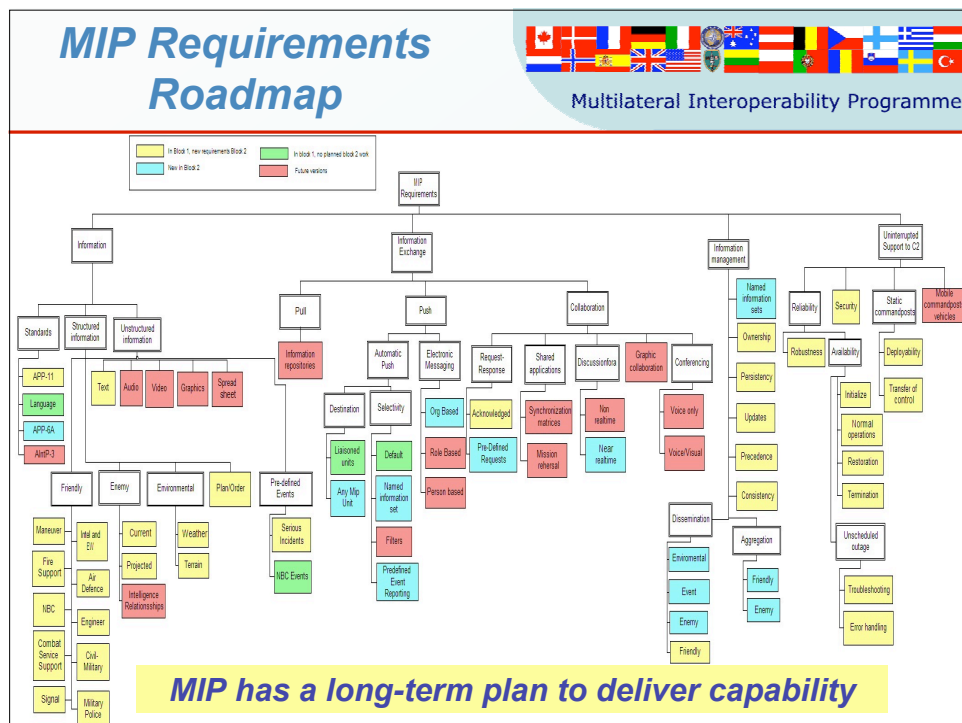 MIP Requirements
Roadmap
Multilateral Interoperability Programme
In Block 1, new requirements Block 2
In block 1, no planned block 2 work
New in Block 2
Future versions
MIP
Requirements
Information
Information
Exchange
Information
management
Uninterrupted
Support to C2
Standards
Structured
information
Unstructured
information
Pull
Push
Collaboration
Named
information
sets
Reliability
Security
Static
commandposts
Mobile
commandposts
vehicles
APP-11
Language
APP-6A
AIntP-3
Text
Audio
Video
Graphics
Spread
sheet
Information
repositories
Automatic
Push
Electronic
Messaging
Request-
Response
Shared
applications
Discussionfora
Graphic
collaboration
Conferencing
Ownership
Persistency
Updates
Precedence
Consistency
Robustness
Availability
Deployability
Transfer of
control
Destination
Selectivity
Org Based
Role Based
Person based
Acknowledged
Pre-Defined
Requests
Synchronization
matrices
Mission
rehersal
Non
realtime
Near
realtime
Voice only
Voice/Visual
Initialize
Normal
operations
Restoration
Termination
Liaisoned
units
Any Mip
Unit
Default
Named
information
set
Filters
Predefined
Event
Reporting
Friendly
Enemy
Environmental
Plan/Order
Pre-defined
Events
Dissemination
Aggregation
Unscheduled
outage
Maneuver
Intel and
EW
Fire
Support
Air
Defence
NBC
Engineer
Combat
Service
Support
Civil-
Military
Signal
Military
Police
Current
Projected
Intelligence
Relationsships
Weather
Terrain
Serious
Incidents
NBC Events
Enviromental
Event
Enemy
Friendly
Friendly
Enemy
Troubleshooting
Error handling
MIP has a long-term plan to deliver capability